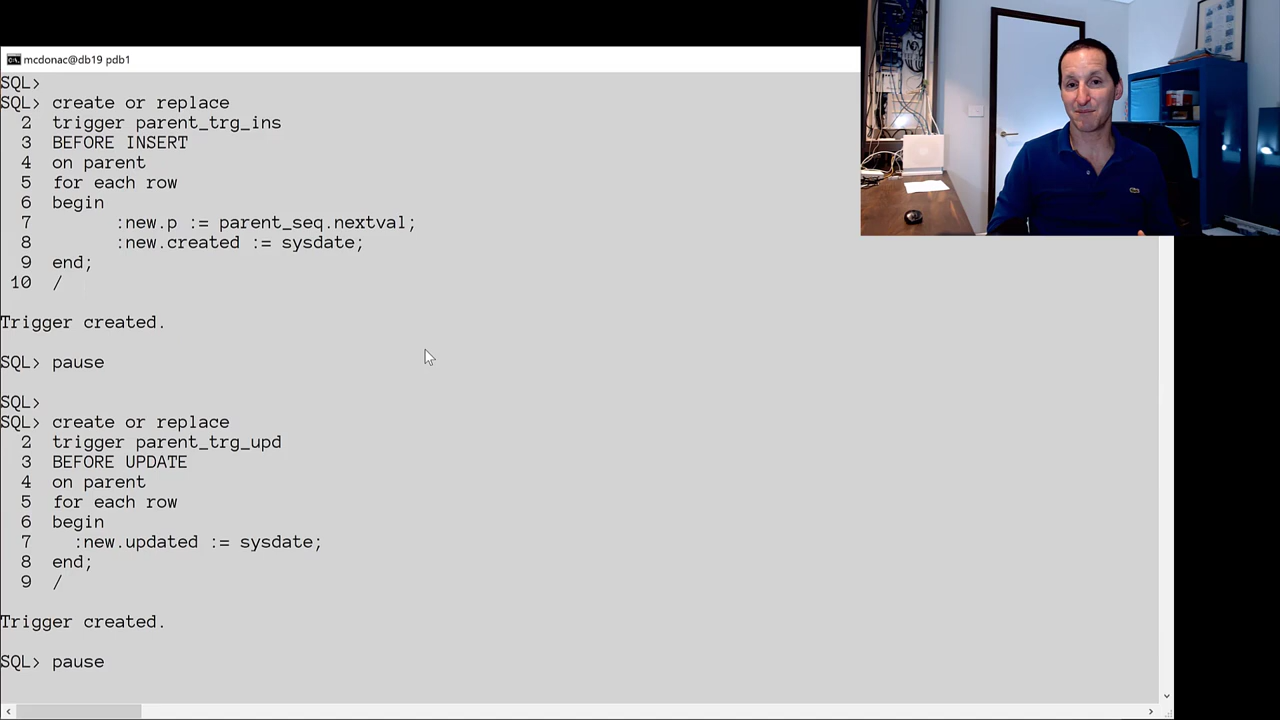 mcdonac@db19 pdb1
SQL>
SQL> create or replace
2 trigger parent_trg_ins
3 BEFORE INSERT
4 on parent
5 for each row
6 begin
7 :new.p := parent_seq.nextval;
8 :new.created := sysdate;
9 end;
10 /
Trigger created.
SQL> pause
SQL>
SQL> create or replace
2 trigger parent_trg_upd
3 BEFORE UPDATE
4 on parent
5 for each row
6 begin
7 :new.updated := sysdate;
8 end;
9 /
Trigger created.
SQL> pause